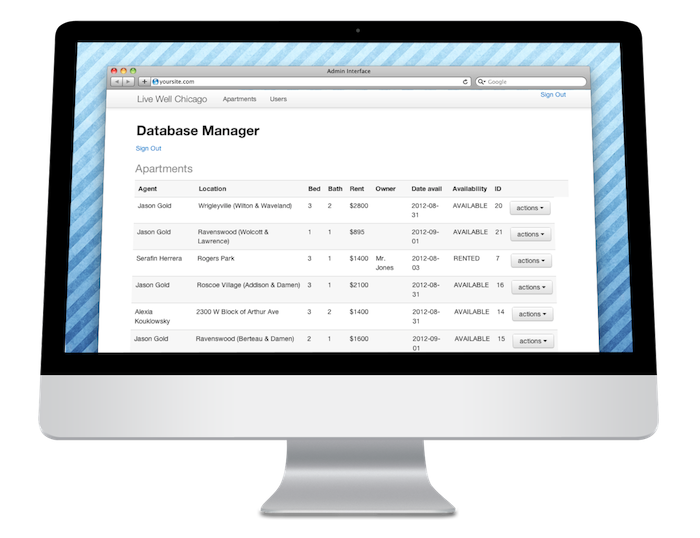 Admin Interface
yoursite.com
Google
Live Well Chicago Apartments Users Sign Out
Database Manager
Sign Out
Apartments
Agent Location Bed Bath Rent Owner Date avail Availability ID
Jason Gold Wrigleyville (Wilton & Waveland) 3 2 $2800 2012-08- AVAILABLE 20 actions
31
Jason Gold Ravenswood (Wolcott & 1 1 $895 2012-09- AVAILABLE 21 actions
Lawrence) 01
Serafin Herrera Rogers Park 3 1 $1400 Mr. 2012-08- RENTED 7 actions
Jones 03
Jason Gold Roscoe Village (Addison & Damen) 3 1 $2100 2012-08- AVAILABLE 16 actions
31
Alexia 2300 W Block of Arthur Ave 3 2 $1400 2012-08- AVAILABLE 14 actions
Kouklowsky 31
Jason Gold Ravenswood (Berteau & Damen) 2 1 $1600 2012-09- AVAILABLE 15 actions
01